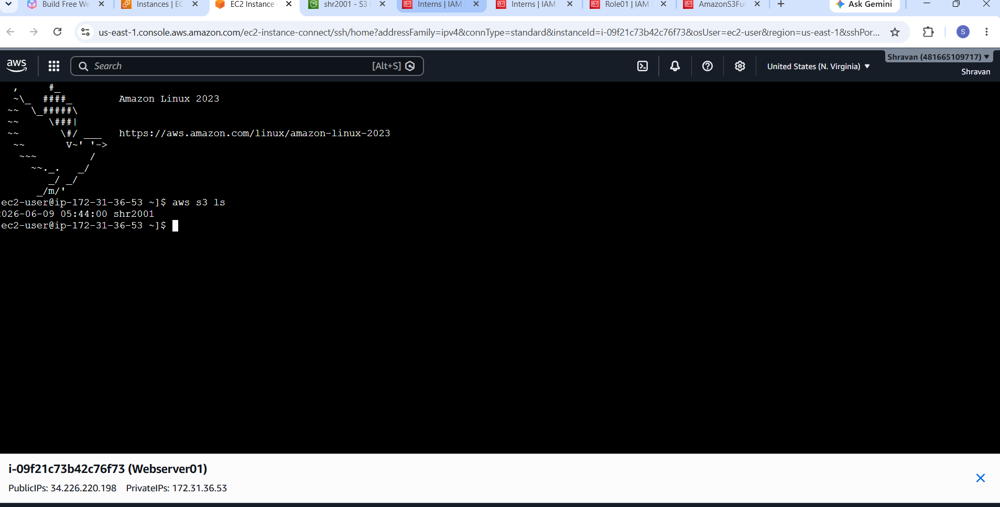 Build Free We
Instances | EC
EC2 Instance
shr2001 - S3
Interns | IAM
Interns | IAM
Role01 | IAM
AmazonS3Ful
Ask Gemini
us-east-1.console.aws.amazon.com/ec2-instance-connect/ssh/home?addressFamily=ipv4&connType=standard&instanceId=i-09f21c73b42c76f73&osUser=ec2-user&region=us-east-1&sshPor...
S
aws
Search
[Alt+S]
United States (N. Virginia)
Shravan (481665109717)
Shravan
   ,     #_
   ~\_  ####_        Amazon Linux 2023
  ~~  \_#####\
  ~~     \###|
  ~~       \#/ ___   https://aws.amazon.com/linux/amazon-linux-2023
   ~~       V~' '->
    ~~~         /
      ~~._.   _/
         _/ _/
       _/m/'
ec2-user@ip-172-31-36-53 ~]$ aws s3 ls
026-06-09 05:44:00 shr2001
ec2-user@ip-172-31-36-53 ~]$
i-09f21c73b42c76f73 (Webserver01)
PublicIPs: 34.226.220.198 PrivateIPs: 172.31.36.53